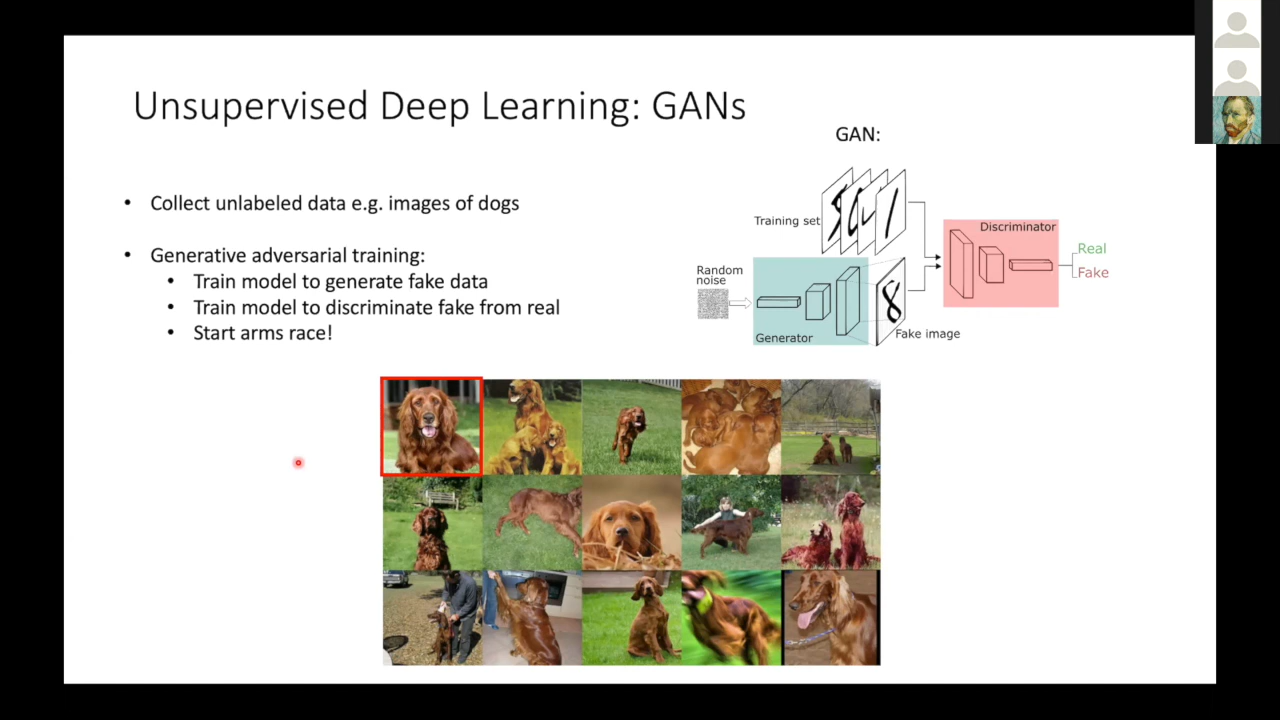 Unsupervised Deep Learning: GANs
GAN:
• Collect unlabeled data e.g. images of dogs
• Generative adversarial training:
• Train model to generate fake data
• Train model to discriminate fake from real
• Start arms race!
Training set
Discriminator
Real
Fake
Random
noise
8
Generator
Fake image